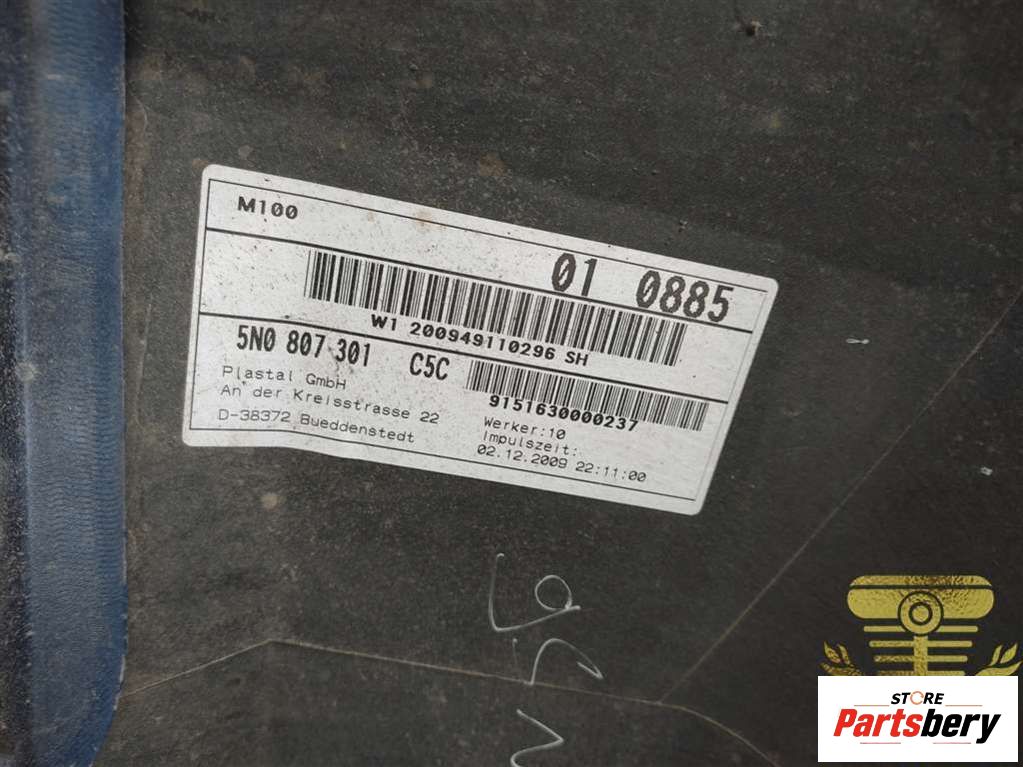 M100
01 0885
W1 200949110296 SH
5N0 807 301 C5C
Plastal GmbH
An der Kreisstrasse 22
D-38372 Bueddenstedt
9151630000237
Werker:10
Impulszeit:
02.12.2009 22:11:00
STORE
Partsbery